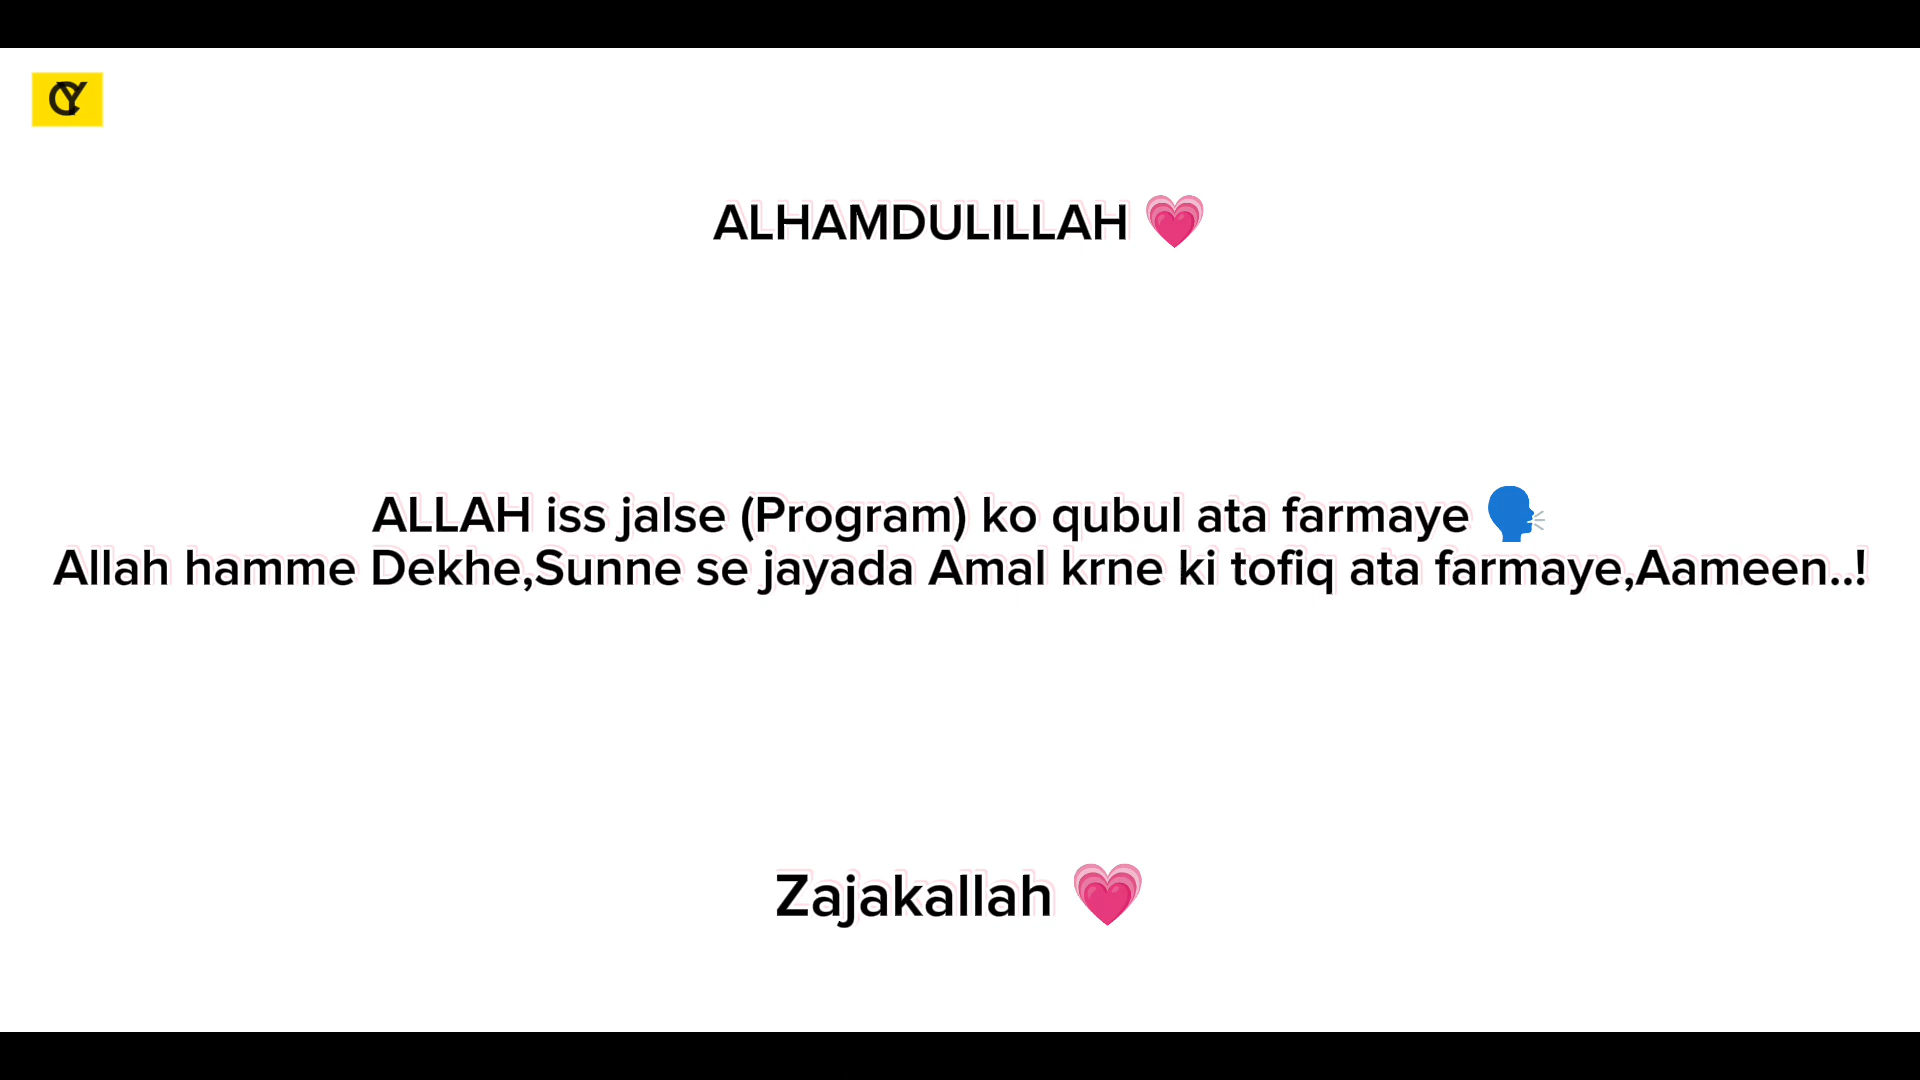 CY
ALHAMDULILLAH 💗
ALLAH iss jalse (Program) ko qubul ata farmaye 🗣️
Allah hamme Dekhe,Sunne se jayada Amal krne ki tofiq ata farmaye,Aameen..!
Zajakallah 💗